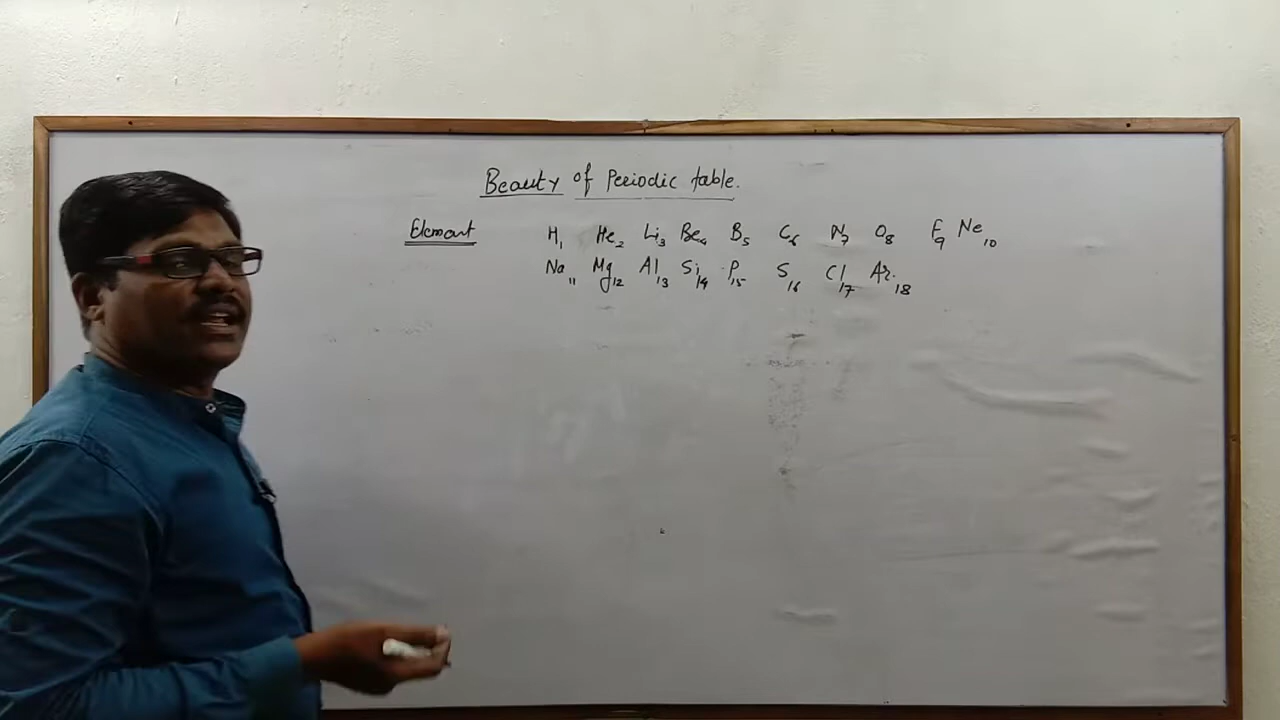 Beauty of Periodic table.
Element H₁ He₂ Li₃ Be₄ B₅ C₆ N₇ O₈ F₉ Ne₁₀
Na₁₁ Mg₁₂ Al₁₃ Si₁₄ P₁₅ S₁₆ Cl₁₇ Ar₁₈